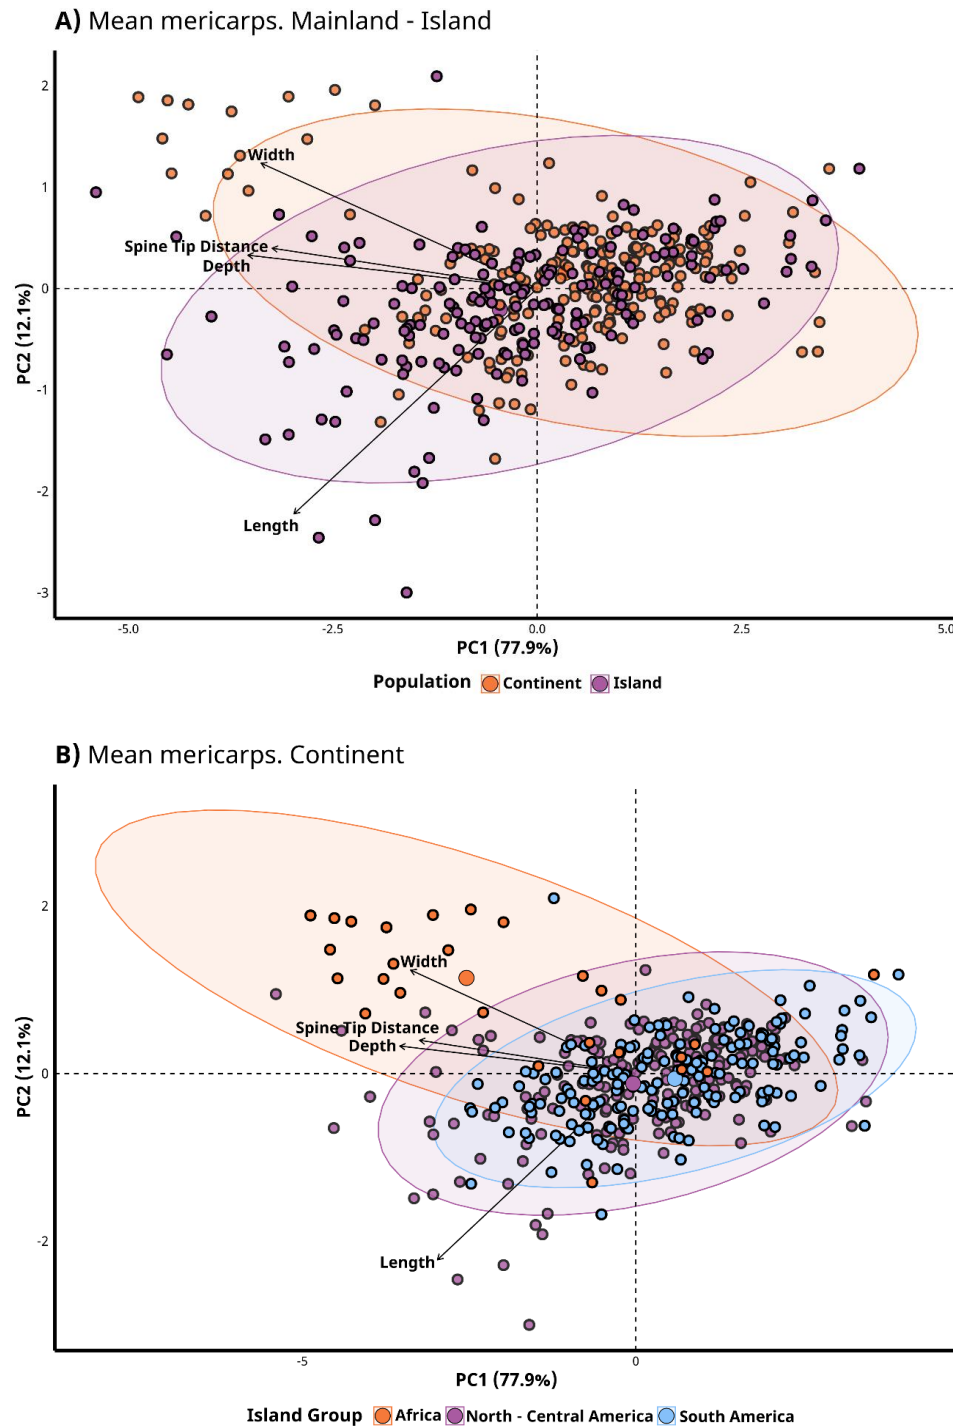 A) Mean mericarps. Mainland - Island
2
1
0
-1
-2
-3
PC2 (12.1%)
Width
Spine Tip Distance
Depth
Length
-5.0 -2.5 0.0 2.5 5.0
PC1 (77.9%)
Population Continent Island
B) Mean mericarps. Continent
2
0
-2
PC2 (12.1%)
Width
Spine Tip Distance
Depth
Length
-5 0
PC1 (77.9%)
Island Group Africa North - Central America South America